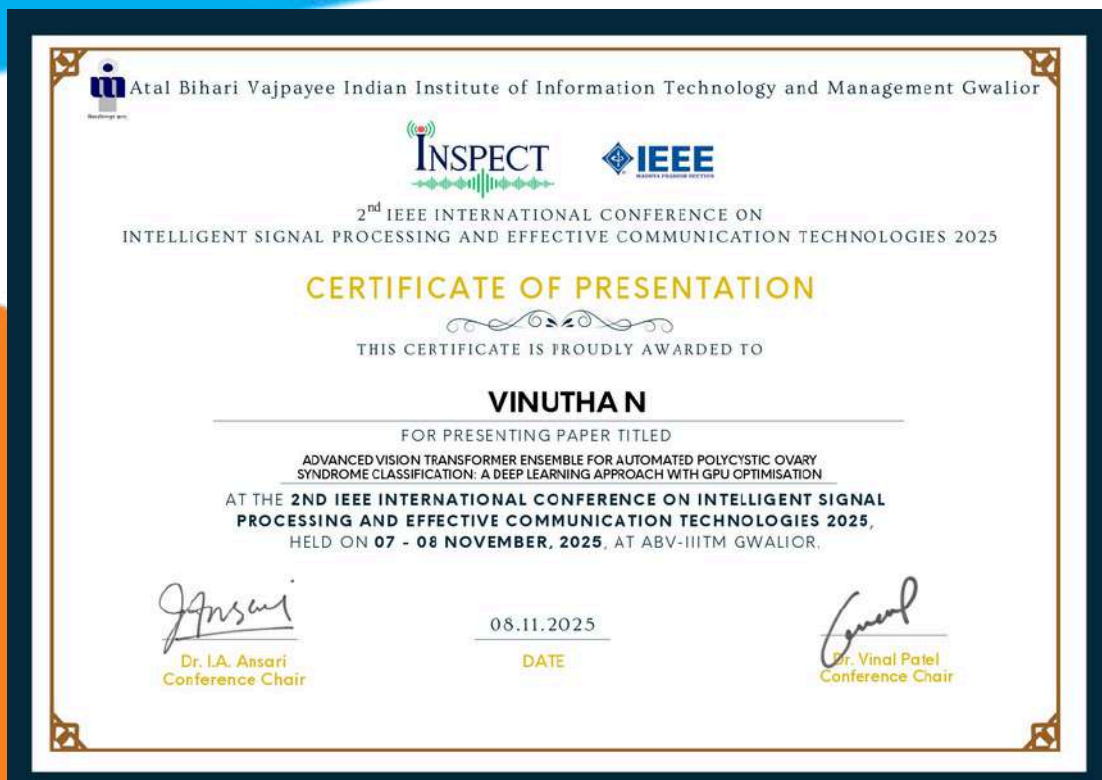 Atal Bihari Vajpayee Indian Institute of Information Technology and Management Gwalior
INSPECT
IEEE
MADHYA PRADESH SECTION
2nd IEEE INTERNATIONAL CONFERENCE ON
INTELLIGENT SIGNAL PROCESSING AND EFFECTIVE COMMUNICATION TECHNOLOGIES 2025
CERTIFICATE OF PRESENTATION
THIS CERTIFICATE IS PROUDLY AWARDED TO
VINUTHA N
FOR PRESENTING PAPER TITLED
ADVANCED VISION TRANSFORMER ENSEMBLE FOR AUTOMATED POLYCYSTIC OVARY
SYNDROME CLASSIFICATION: A DEEP LEARNING APPROACH WITH GPU OPTIMISATION
AT THE 2ND IEEE INTERNATIONAL CONFERENCE ON INTELLIGENT SIGNAL
PROCESSING AND EFFECTIVE COMMUNICATION TECHNOLOGIES 2025,
HELD ON 07 - 08 NOVEMBER, 2025, AT ABV-IIITM GWALIOR.
JAnsari
08.11.2025
Dr. I.A. Ansari
DATE
Dr. Vinal Patel
Conference Chair
Conference Chair